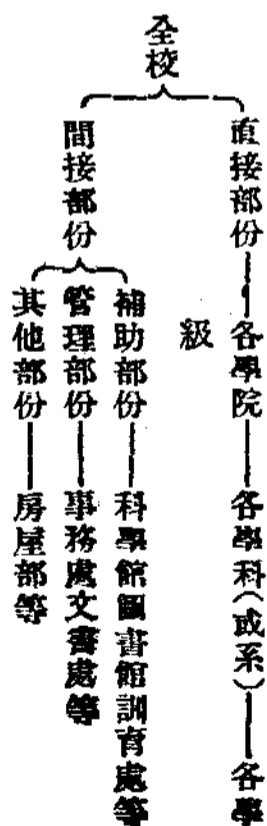 全校
直接部份——各學院——各學科(或系)——各學
級
間接部份
補助部份——科學館圖書館訓育處等
管理部份——事務處文書處等
其他部份——房屋部等